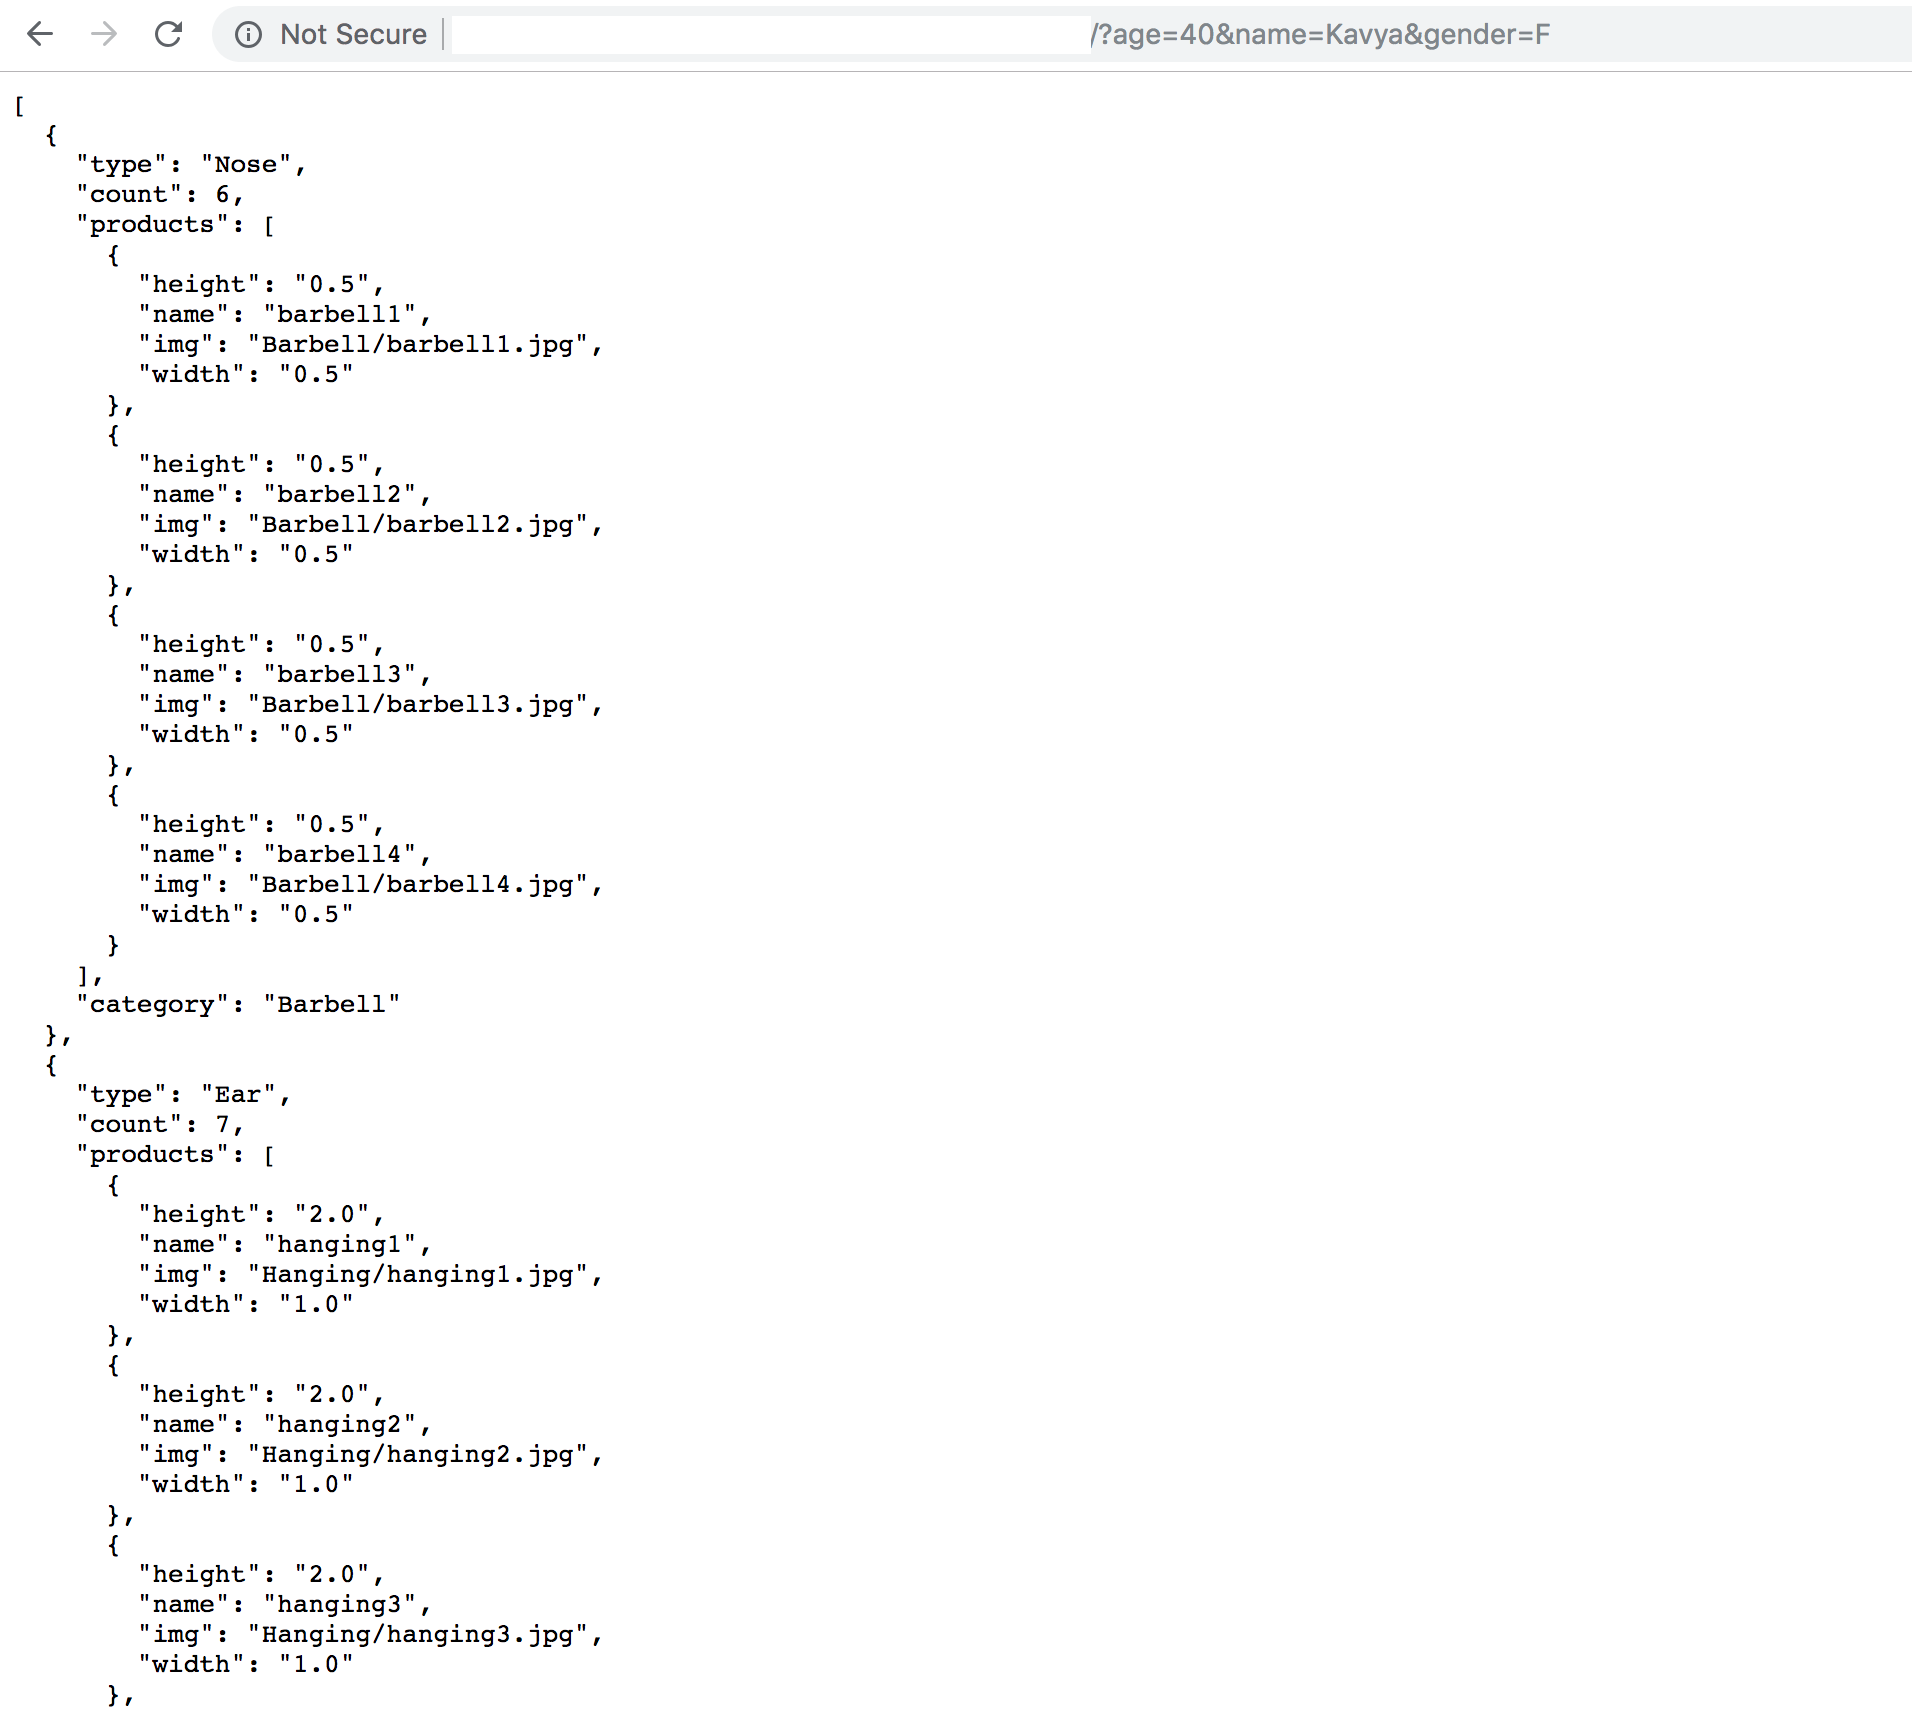 Not Secure /?age=40&name=Kavya&gender=F
[
  {
    "type": "Nose",
    "count": 6,
    "products": [
      {
        "height": "0.5",
        "name": "barbell1",
        "img": "Barbell/barbell1.jpg",
        "width": "0.5"
      },
      {
        "height": "0.5",
        "name": "barbell2",
        "img": "Barbell/barbell2.jpg",
        "width": "0.5"
      },
      {
        "height": "0.5",
        "name": "barbell3",
        "img": "Barbell/barbell3.jpg",
        "width": "0.5"
      },
      {
        "height": "0.5",
        "name": "barbell4",
        "img": "Barbell/barbell4.jpg",
        "width": "0.5"
      }
    ],
    "category": "Barbell"
  },
  {
    "type": "Ear",
    "count": 7,
    "products": [
      {
        "height": "2.0",
        "name": "hanging1",
        "img": "Hanging/hanging1.jpg",
        "width": "1.0"
      },
      {
        "height": "2.0",
        "name": "hanging2",
        "img": "Hanging/hanging2.jpg",
        "width": "1.0"
      },
      {
        "height": "2.0",
        "name": "hanging3",
        "img": "Hanging/hanging3.jpg",
        "width": "1.0"
      },